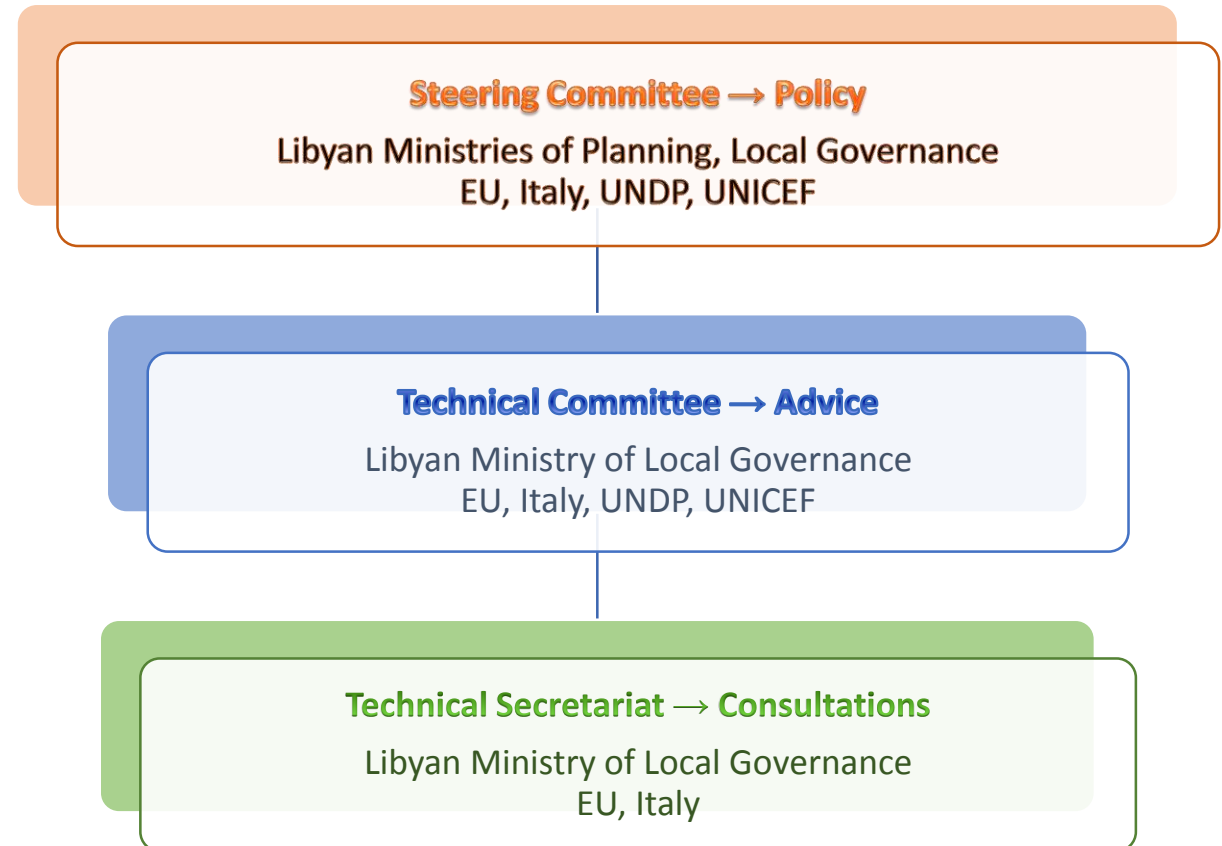 Steering Committee → Policy
Libyan Ministries of Planning, Local Governance
EU, Italy, UNDP, UNICEF
Technical Committee → Advice
Libyan Ministry of Local Governance
EU, Italy, UNDP, UNICEF
Technical Secretariat → Consultations
Libyan Ministry of Local Governance
EU, Italy